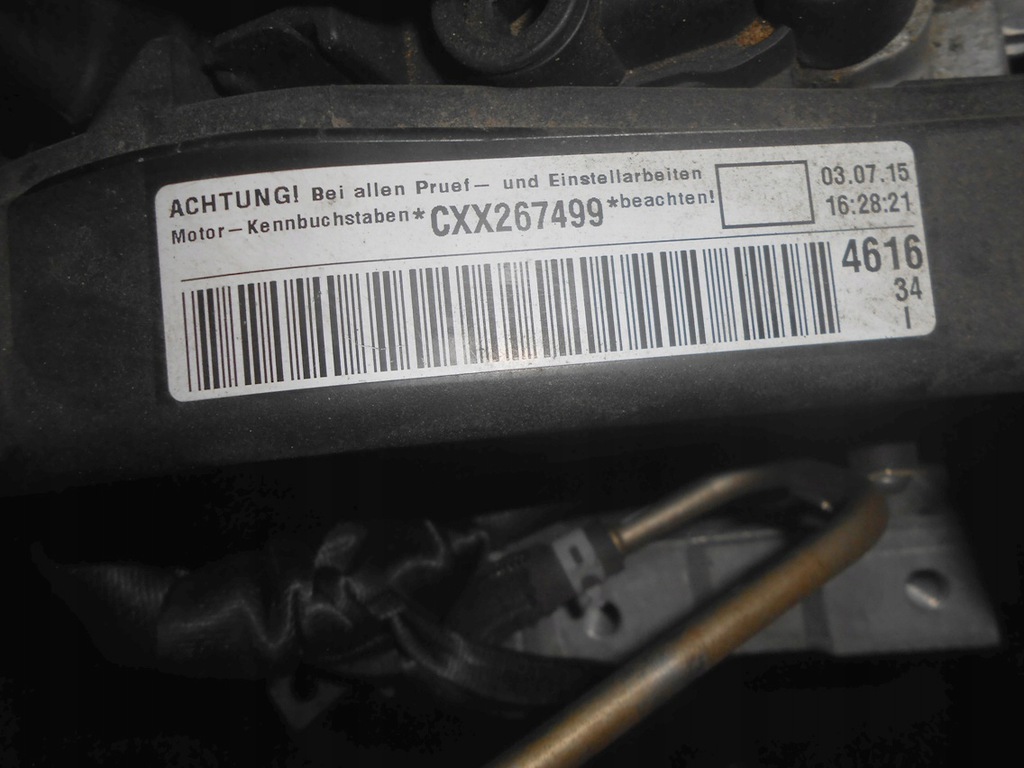 ACHTUNG! Bei allen Pruef- und Einstellarbeiten
Motor-Kennbuchstaben*CXX267499*beachten!
03.07.15
16:28:21
4616
34
I